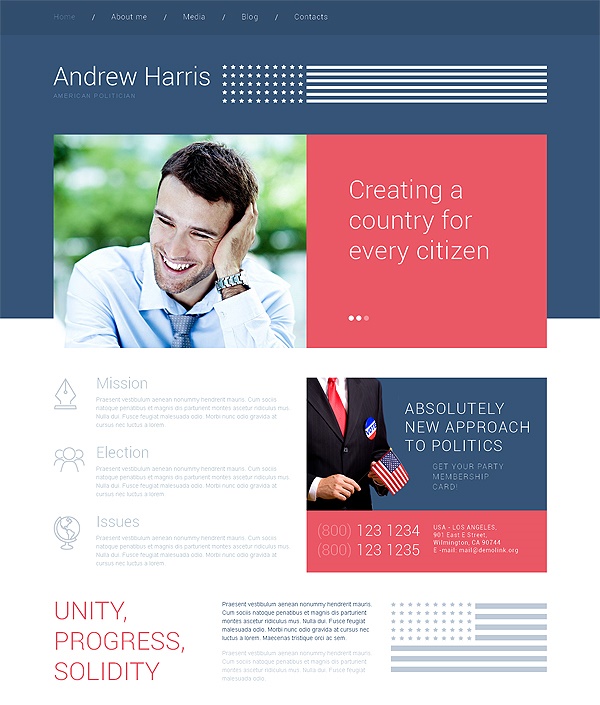 Home / About me / Media / Blog / Contacts
Andrew Harris
AMERICAN POLITICIAN
Creating a
country for
every citizen
Mission
Praesent vestibulum aenean nonummy hendrerit mauris. Cum sociis
natoque penatibus et magnis dis parturient montes ascetur ridiculus mus.
Nulla dui. Fusce feugiat malesuada odio. Morbi nunc odio gravida at
cursus nec luctus a lorem.
Election
Praesent vestibulum aenean nonummy hendrerit mauris. Cum sociis
natoque penatibus et magnis dis parturient montes ascetur ridiculus mus.
Nulla dui. Fusce feugiat malesuada odio. Morbi nunc odio gravida at
cursus nec luctus a lorem.
Issues
Praesent vestibulum aenean nonummy hendrerit mauris. Cum sociis
natoque penatibus et magnis dis parturient montes ascetur ridiculus mus.
Nulla dui. Fusce feugiat malesuada odio. Morbi nunc odio gravida at
cursus nec luctus a lorem.
VOTE
ABSOLUTELY
NEW APPROACH
TO POLITICS
GET YOUR PARTY
MEMBERSHIP
CARD!
(800) 123 1234
(800) 123 1235
USA - LOS ANGELES,
901 East E Street,
Wilmington, CA 90744
E-mail: mail@demolink.org
UNITY,
PROGRESS,
SOLIDITY
Praesent vestibulum aenean nonummy hendrerit mauris.
Cum sociis natoque penatibus et magnis dis parturient
montes ascetur ridiculus mus. Nulla dui. Fusce feugiat
malesuada odio. Morbi nunc odio gravida at cursus nec
luctus a lorem. Maecenas tristique orci ac sem.
Praesent vestibulum aenean nonummy hendrerit mauris.
Cum sociis natoque penatibus et magnis dis parturient
montes ascetur ridiculus mus. Nulla dui. Fusce feugiat
malesuada odio.